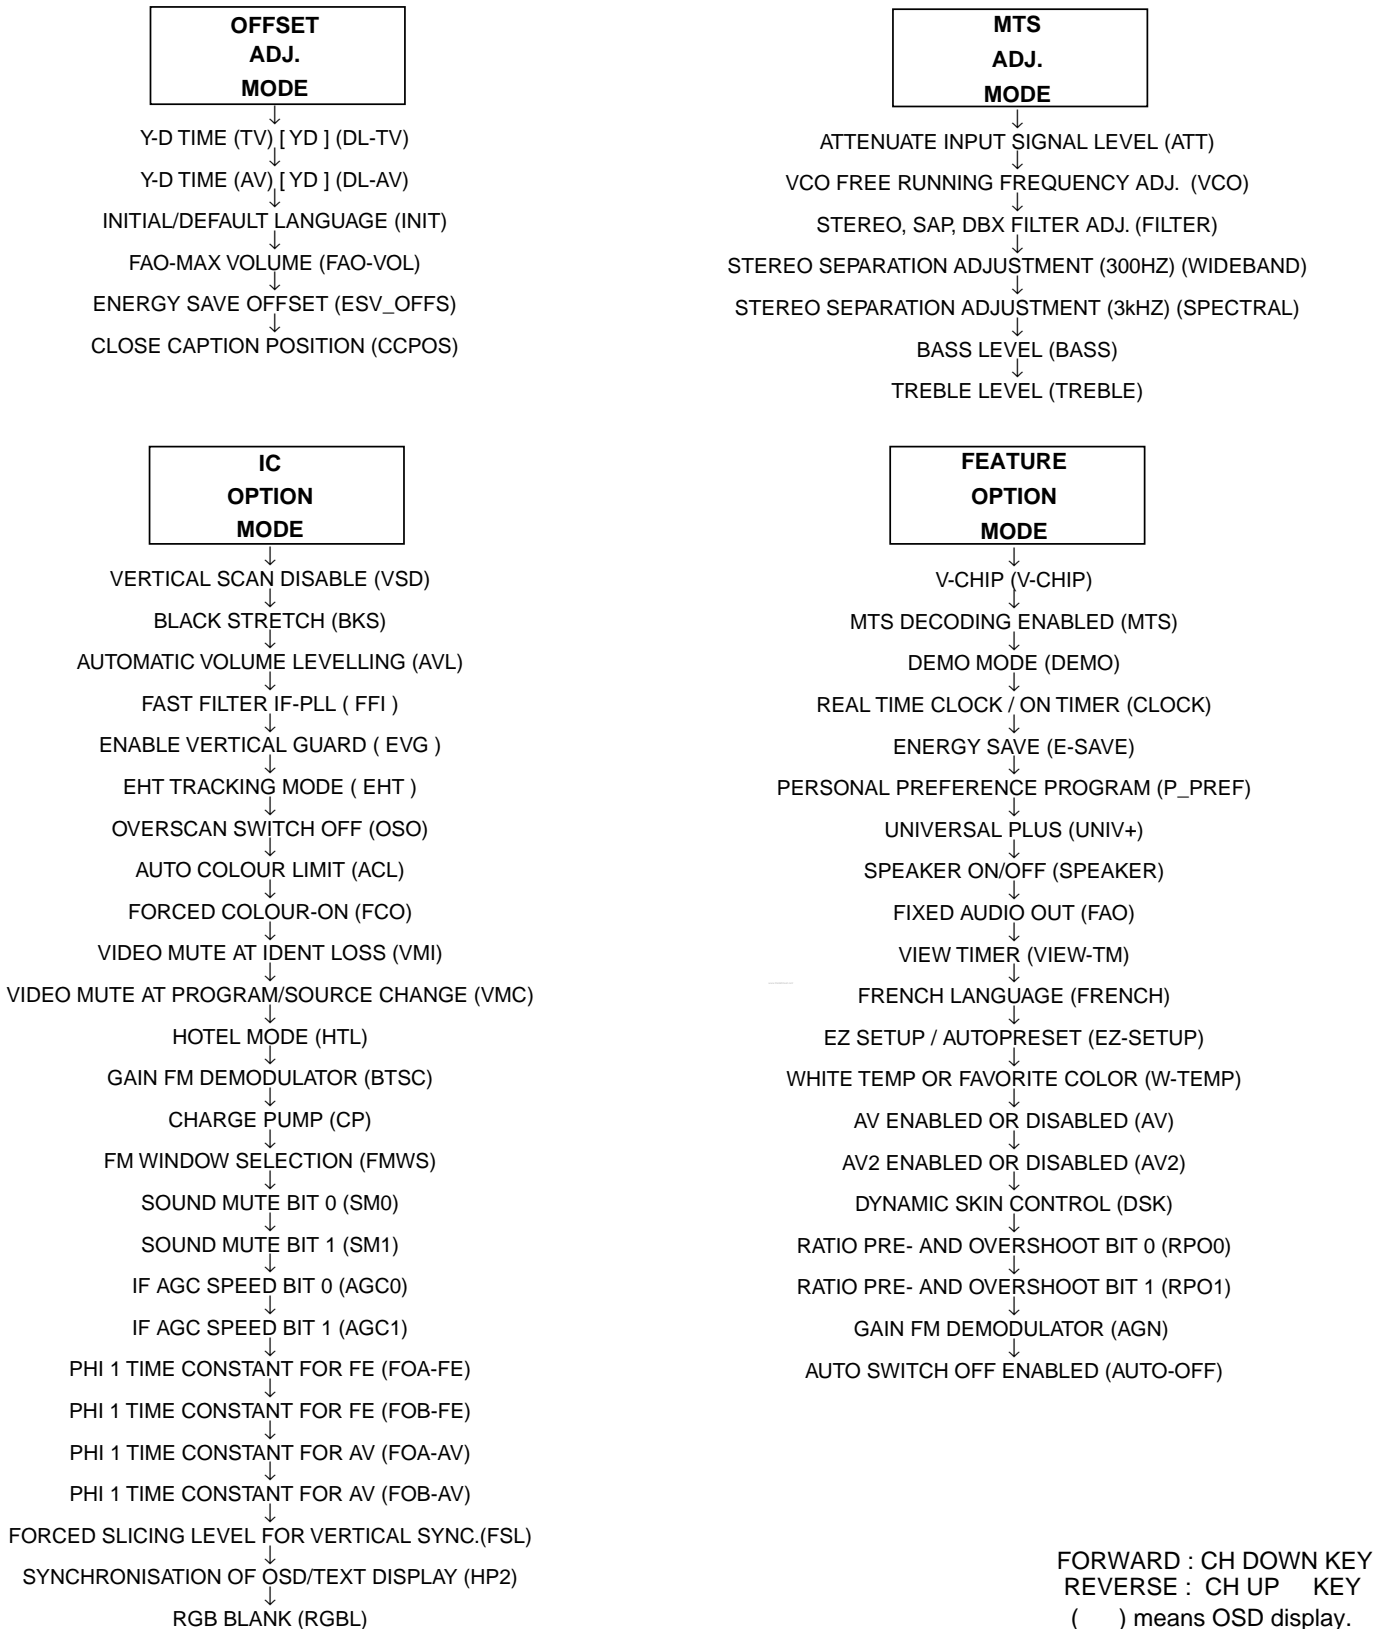 OFFSET
ADJ.
MODE
Y-D TIME (TV) [ YD ] (DL-TV)
Y-D TIME (AV) [ YD ] (DL-AV)
INITIAL/DEFAULT LANGUAGE (INIT)
FAO-MAX VOLUME (FAO-VOL)
ENERGY SAVE OFFSET (ESV_OFFS)
CLOSE CAPTION POSITION (CCPOS)
MTS
ADJ.
MODE
ATTENUATE INPUT SIGNAL LEVEL (ATT)
VCO FREE RUNNING FREQUENCY ADJ. (VCO)
STEREO, SAP, DBX FILTER ADJ. (FILTER)
STEREO SEPARATION ADJUSTMENT (300HZ) (WIDEBAND)
STEREO SEPARATION ADJUSTMENT (3kHZ) (SPECTRAL)
BASS LEVEL (BASS)
TREBLE LEVEL (TREBLE)
IC
OPTION
MODE
VERTICAL SCAN DISABLE (VSD)
BLACK STRETCH (BKS)
AUTOMATIC VOLUME LEVELLING (AVL)
FAST FILTER IF-PLL ( FFI )
ENABLE VERTICAL GUARD ( EVG )
EHT TRACKING MODE ( EHT )
OVERSCAN SWITCH OFF (OSO)
AUTO COLOUR LIMIT (ACL)
FORCED COLOUR-ON (FCO)
VIDEO MUTE AT IDENT LOSS (VMI)
VIDEO MUTE AT PROGRAM/SOURCE CHANGE (VMC)
HOTEL MODE (HTL)
GAIN FM DEMODULATOR (BTSC)
CHARGE PUMP (CP)
FM WINDOW SELECTION (FMWS)
SOUND MUTE BIT 0 (SM0)
SOUND MUTE BIT 1 (SM1)
IF AGC SPEED BIT 0 (AGC0)
IF AGC SPEED BIT 1 (AGC1)
PHI 1 TIME CONSTANT FOR FE (FOA-FE)
PHI 1 TIME CONSTANT FOR FE (FOB-FE)
PHI 1 TIME CONSTANT FOR AV (FOA-AV)
PHI 1 TIME CONSTANT FOR AV (FOB-AV)
FORCED SLICING LEVEL FOR VERTICAL SYNC.(FSL)
SYNCHRONISATION OF OSD/TEXT DISPLAY (HP2)
RGB BLANK (RGBL)
FEATURE
OPTION
MODE
V-CHIP (V-CHIP)
MTS DECODING ENABLED (MTS)
DEMO MODE (DEMO)
REAL TIME CLOCK / ON TIMER (CLOCK)
ENERGY SAVE (E-SAVE)
PERSONAL PREFERENCE PROGRAM (P_PREF)
UNIVERSAL PLUS (UNIV+)
SPEAKER ON/OFF (SPEAKER)
FIXED AUDIO OUT (FAO)
VIEW TIMER (VIEW-TM)
FRENCH LANGUAGE (FRENCH)
EZ SETUP / AUTOPRESET (EZ-SETUP)
WHITE TEMP OR FAVORITE COLOR (W-TEMP)
AV ENABLED OR DISABLED (AV)
AV2 ENABLED OR DISABLED (AV2)
DYNAMIC SKIN CONTROL (DSK)
RATIO PRE- AND OVERSHOOT BIT 0 (RPO0)
RATIO PRE- AND OVERSHOOT BIT 1 (RPO1)
GAIN FM DEMODULATOR (AGN)
AUTO SWITCH OFF ENABLED (AUTO-OFF)
FORWARD : CH DOWN KEY
REVERSE : CH UP KEY
( ) means OSD display.